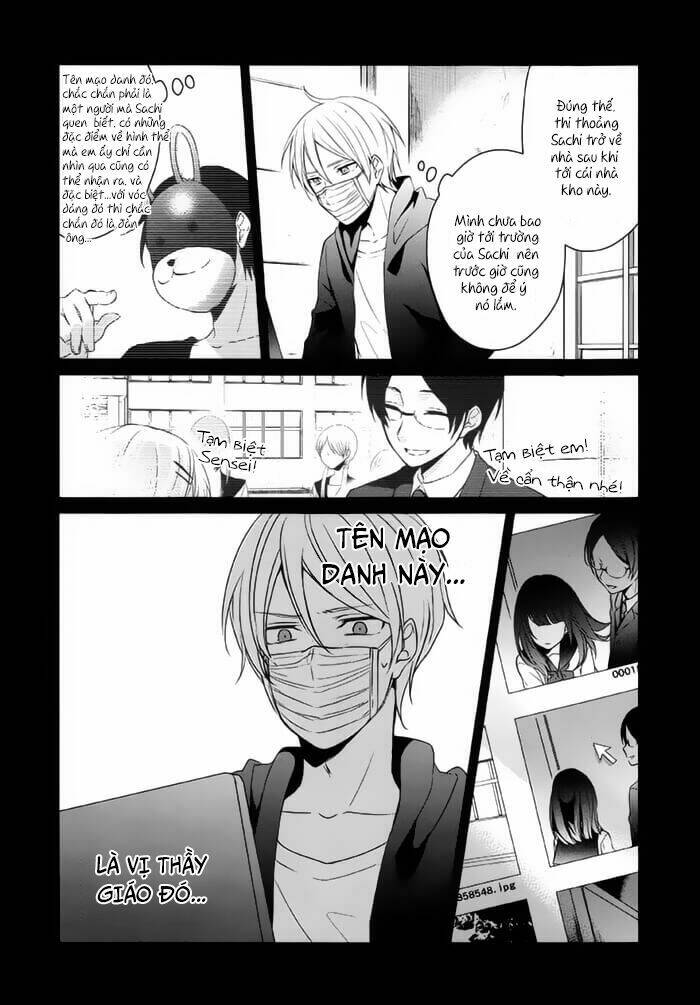 Đúng thế.
thi thoảng
Sachi trở về
nhà sau khi
tới cái nhà
kho này.
Mình chưa bao
giờ tới trường
của Sachi nên
trước giờ cũng
không để ý
nó lắm.
Tên mạo danh đó,
chắc chắn phải là
một người mà Sachi
quen biết. có những
đặc điểm về hình thể
mà em ấy chỉ cần
nhìn qua cũng có
thể nhận ra. và
đặc biệt...với vóc
dáng đó thì chắc
chắn đó là đàn
ông...
Tạm biệt em!
Về cẩn thận nhé!
Tạm biệt
Sensei!
0001
858548.jpg
TÊN MẠO
DANH NÀY...
LÀ VỊ THẦY
GIÁO ĐÓ...